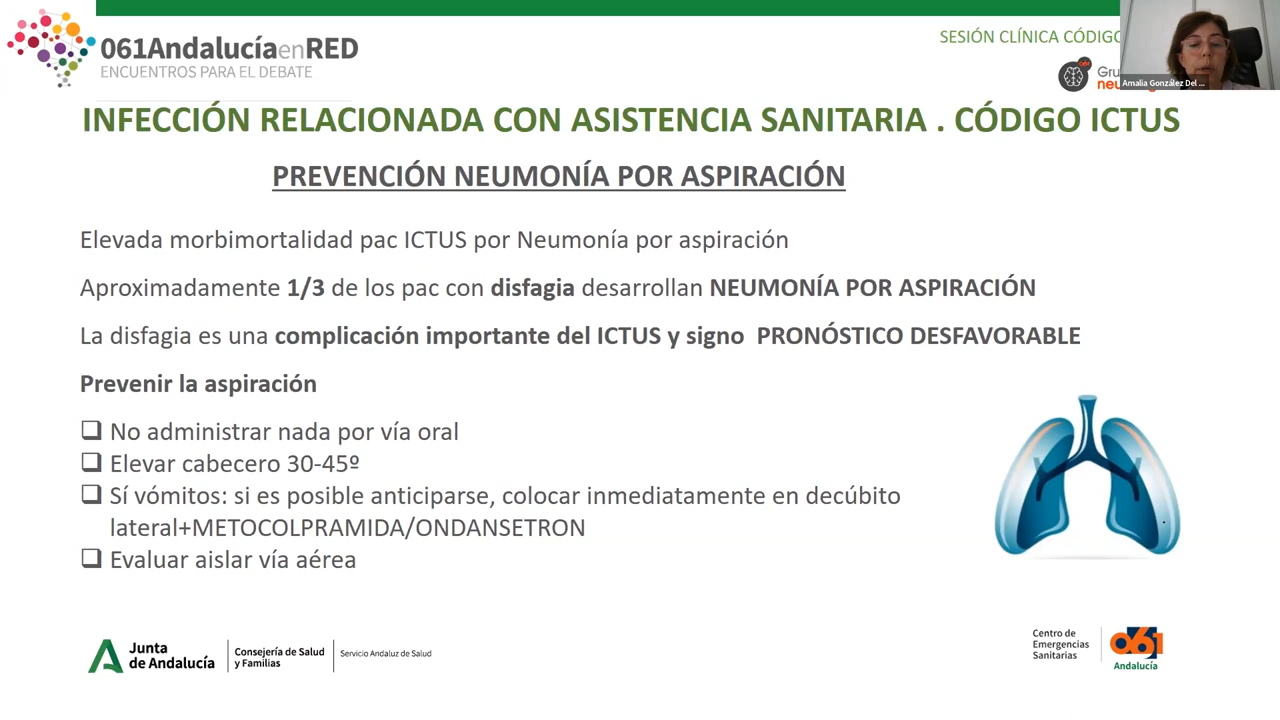 061AndalucíaenRED
ENCUENTROS PARA EL DEBATE
SESIÓN CLÍNICA CÓDIGO
Amalia González Del ...
INFECCIÓN RELACIONADA CON ASISTENCIA SANITARIA . CÓDIGO ICTUS
PREVENCIÓN NEUMONÍA POR ASPIRACIÓN
Elevada morbimortalidad pac ICTUS por Neumonía por aspiración
Aproximadamente 1/3 de los pac con disfagia desarrollan NEUMONÍA POR ASPIRACIÓN
La disfagia es una complicación importante del ICTUS y signo PRONÓSTICO DESFAVORABLE
Prevenir la aspiración
No administrar nada por vía oral
Elevar cabecero 30-45º
Sí vómitos: si es posible anticiparse, colocar inmediatamente en decúbito
lateral+METOCOLPRAMIDA/ONDANSETRON
Evaluar aislar vía aérea
Junta
de Andalucía
Consejería de Salud
y Familias
Servicio Andaluz de Salud
Centro de
Emergencias
Sanitarias
061
Andalucía